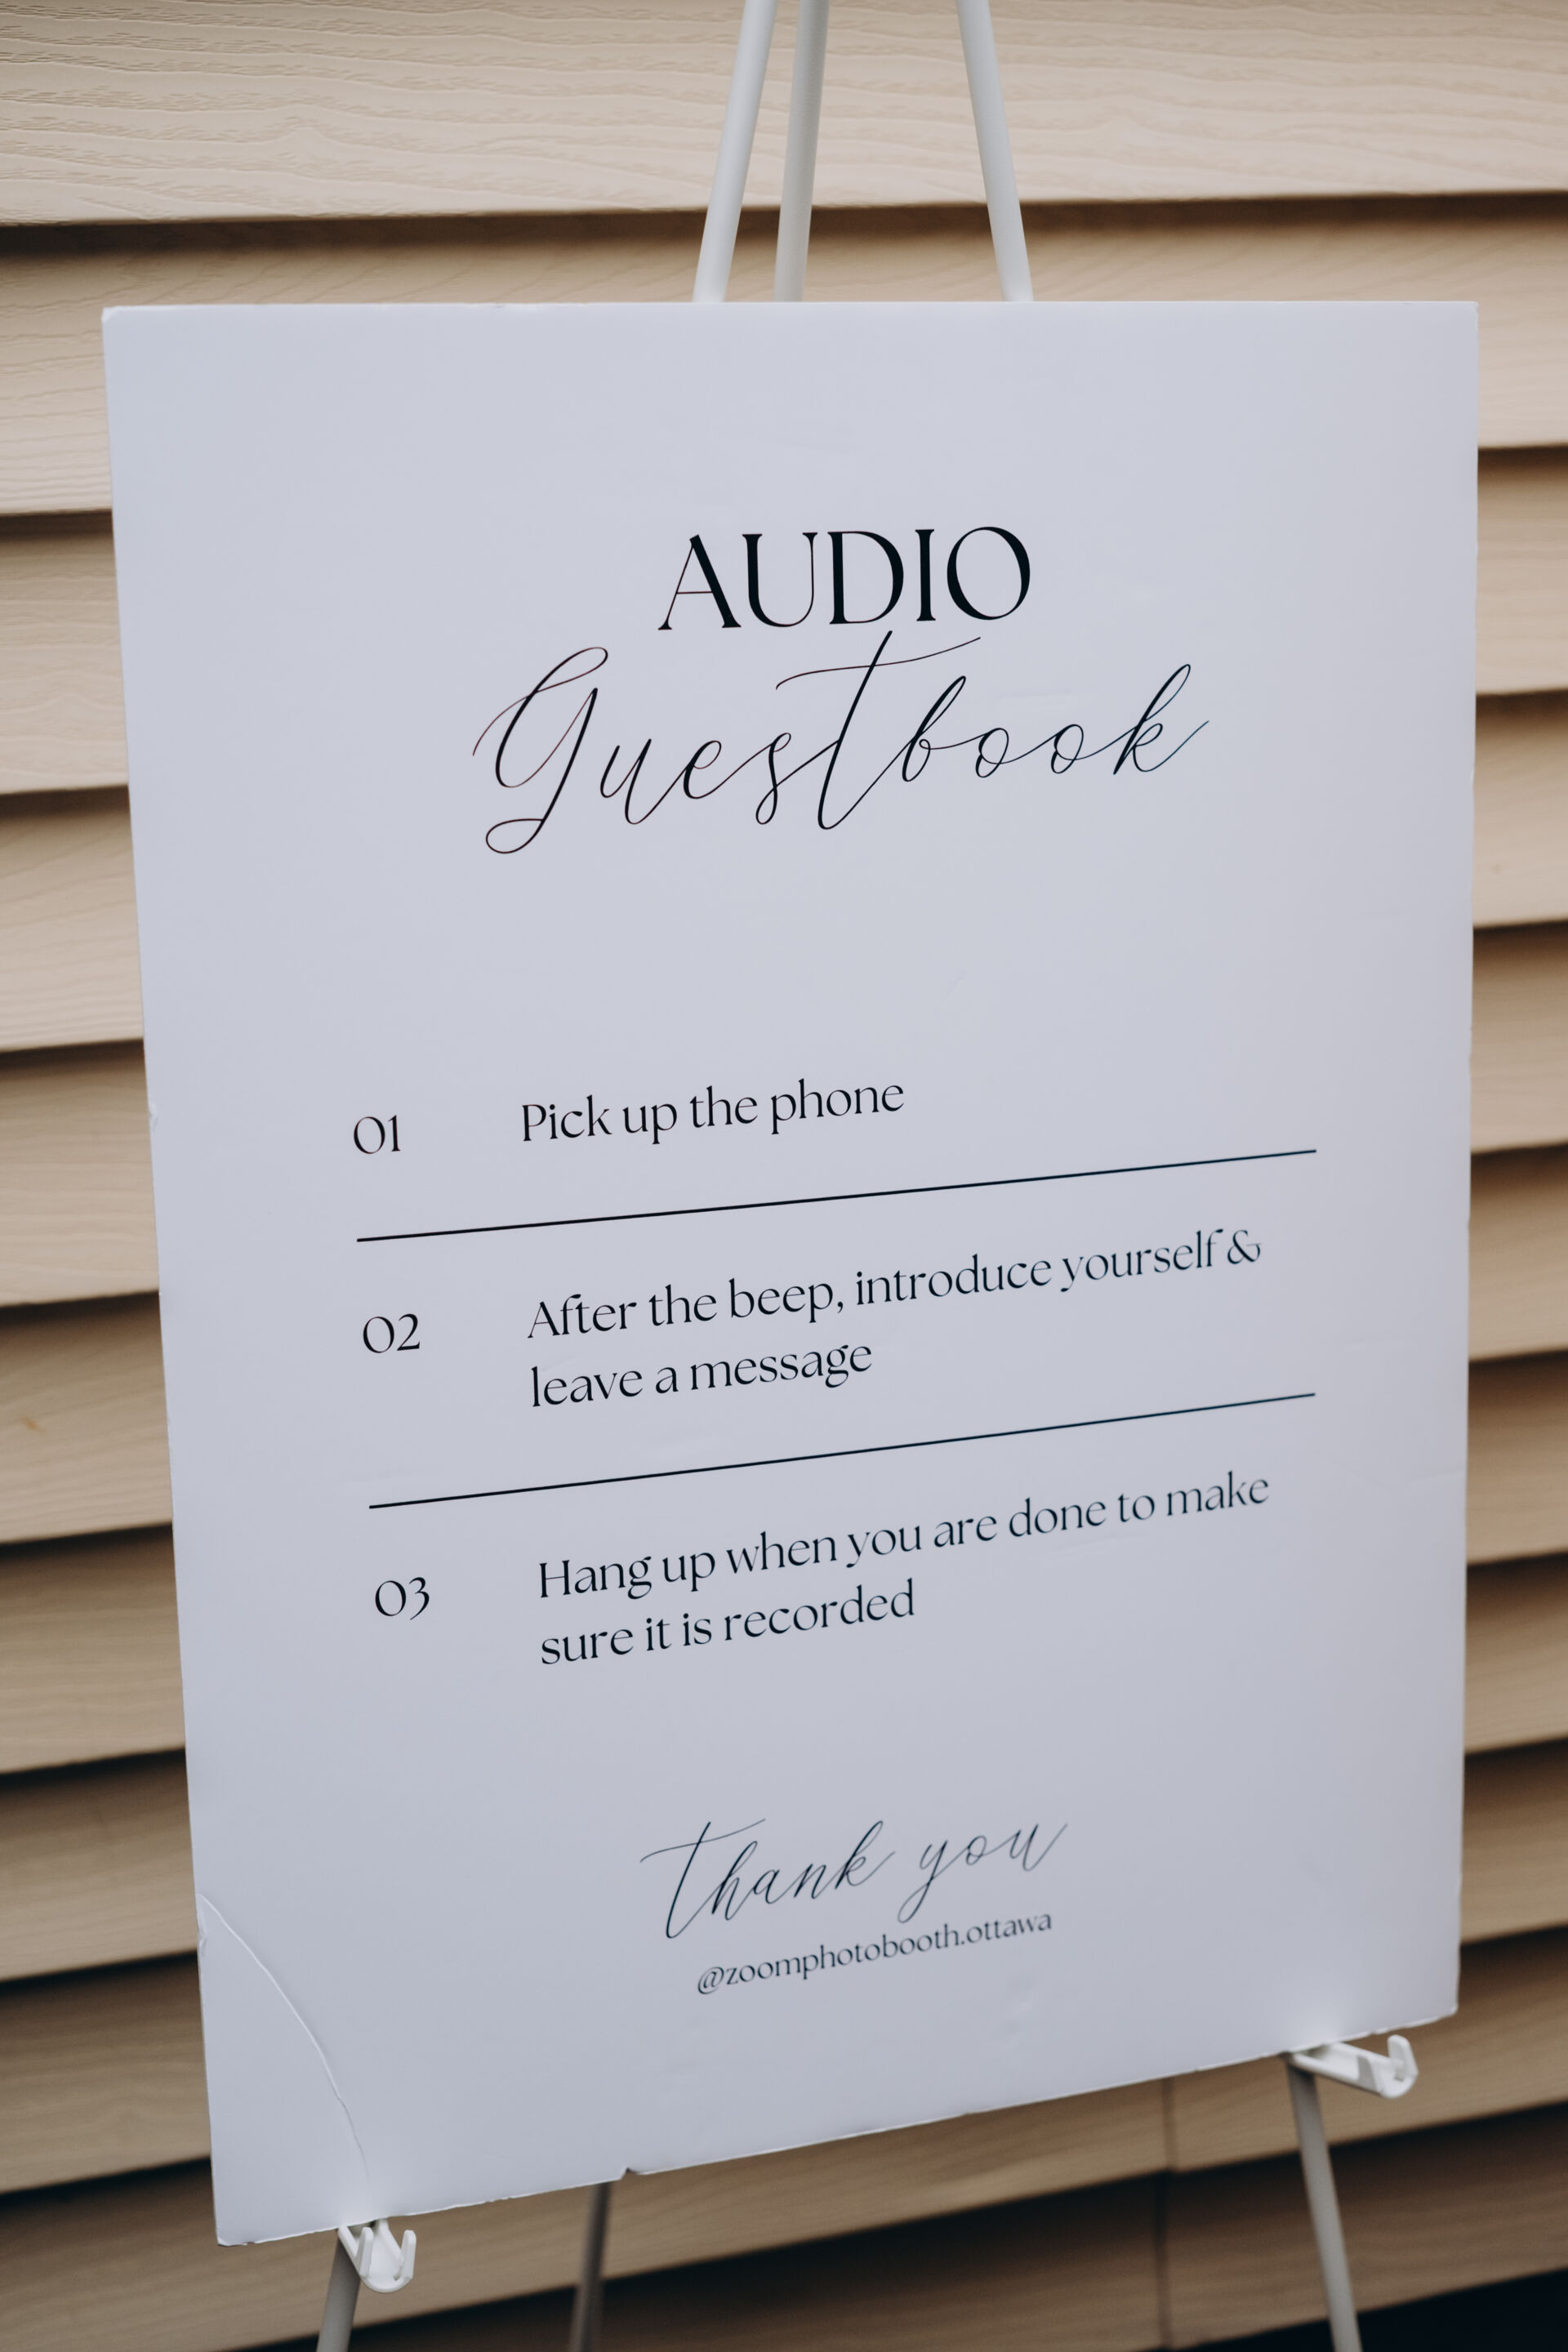 AUDIO
Guestbook
01 Pick up the phone
02 After the beep, introduce yourself &
leave a message
03 Hang up when you are done to make
sure it is recorded
thank you
@zoomphotobooth.ottawa